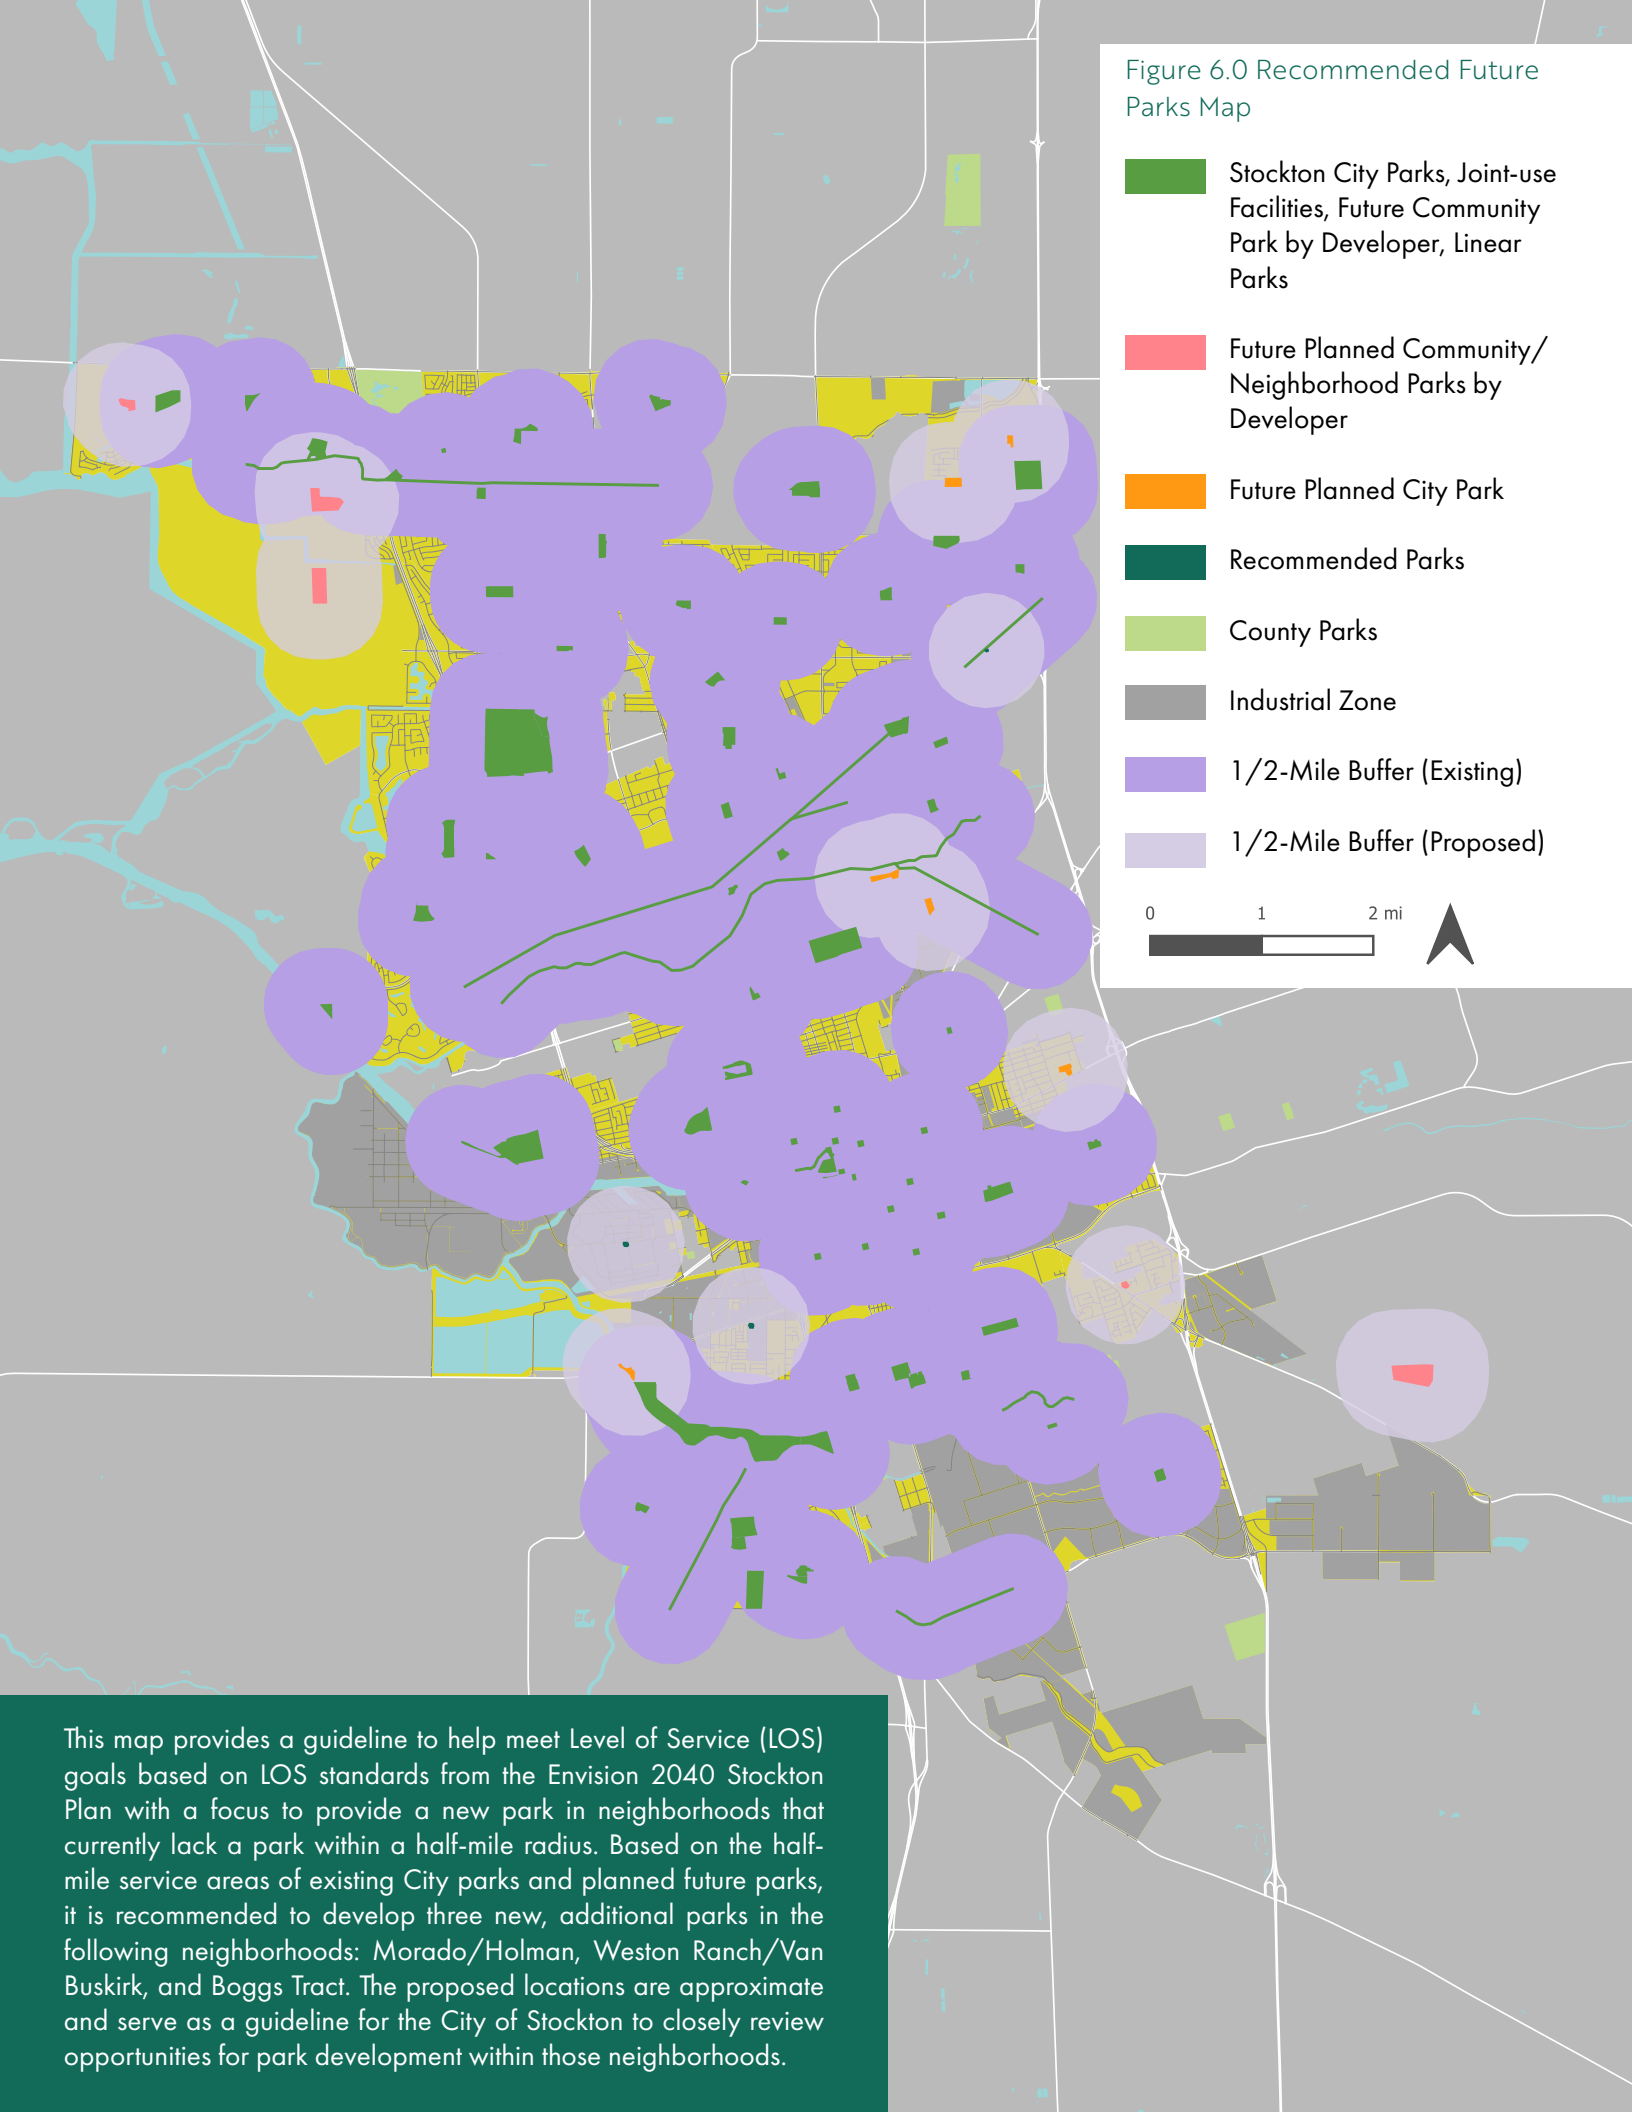 Figure 6.0 Recommended Future
Parks Map
Stockton City Parks, Joint-use
Facilities, Future Community
Park by Developer, Linear
Parks
Future Planned Community/
Neighborhood Parks by
Developer
Future Planned City Park
Recommended Parks
County Parks
Industrial Zone
1/2-Mile Buffer (Existing)
1/2-Mile Buffer (Proposed)
0 1 2 mi
This map provides a guideline to help meet Level of Service (LOS)
goals based on LOS standards from the Envision 2040 Stockton
Plan with a focus to provide a new park in neighborhoods that
currently lack a park within a half-mile radius. Based on the half-
mile service areas of existing City parks and planned future parks,
it is recommended to develop three new, additional parks in the
following neighborhoods: Morado/Holman, Weston Ranch/Van
Buskirk, and Boggs Tract. The proposed locations are approximate
and serve as a guideline for the City of Stockton to closely review
opportunities for park development within those neighborhoods.